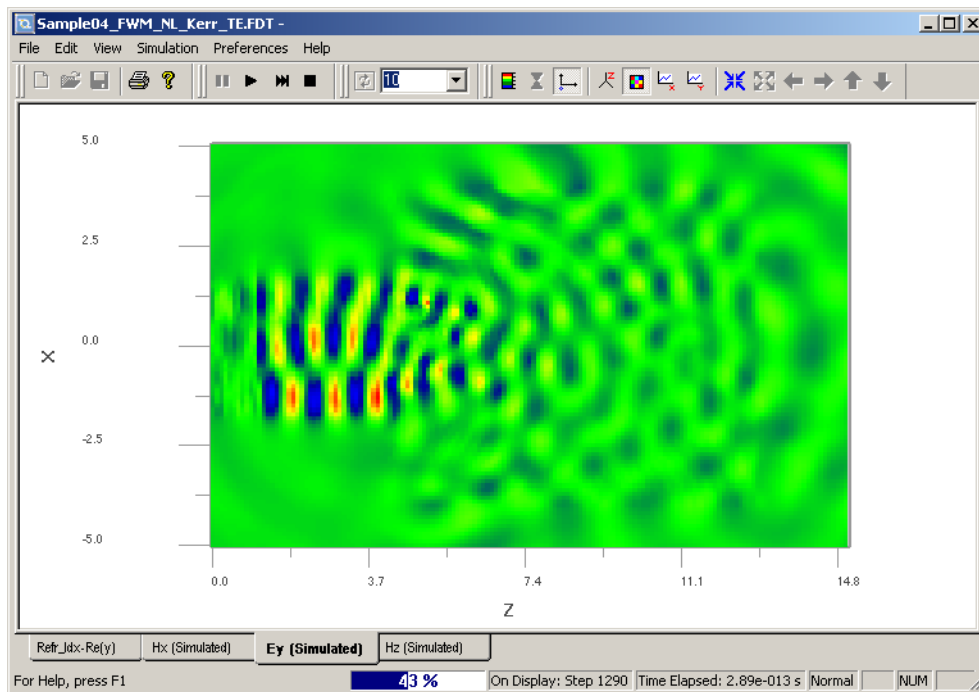 Sample04_FWM_NL_Kerr_TE.FDT -
File Edit View Simulation Preferences Help
10
5.0
2.5
0.0
X
-2.5
-5.0
0.0 3.7 7.4 11.1 14.8
Z
Refr_Idx-Re(y) Hx (Simulated) Ey (Simulated) Hz (Simulated)
For Help, press F1 43 % On Display: Step 1290 Time Elapsed: 2.89e-013 s Normal NUM